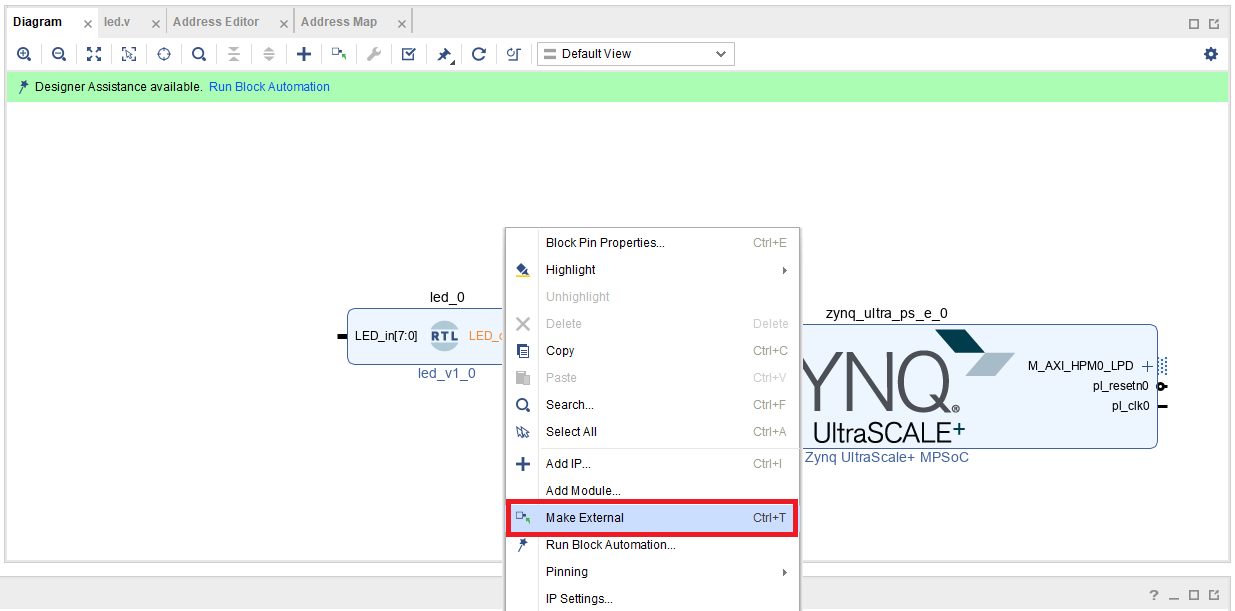 Diagram
led.v
Address Editor
Address Map
Default View
Designer Assistance available. Run Block Automation
Block Pin Properties... Ctrl+E
Highlight
Unhighlight
Delete Delete
Copy Ctrl+C
Paste Ctrl+V
Search... Ctrl+F
Select All Ctrl+A
Add IP... Ctrl+I
Add Module...
Make External Ctrl+T
Run Block Automation...
Pinning
IP Settings...
led_0
LED_in[7:0]
RTL
LED_
led_v1_0
zynq_ultra_ps_e_0
YNQ®
UltraSCALE+
M_AXI_HPM0_LPD
pl_resetn0
pl_clk0
Zynq UltraScale+ MPSoC
?